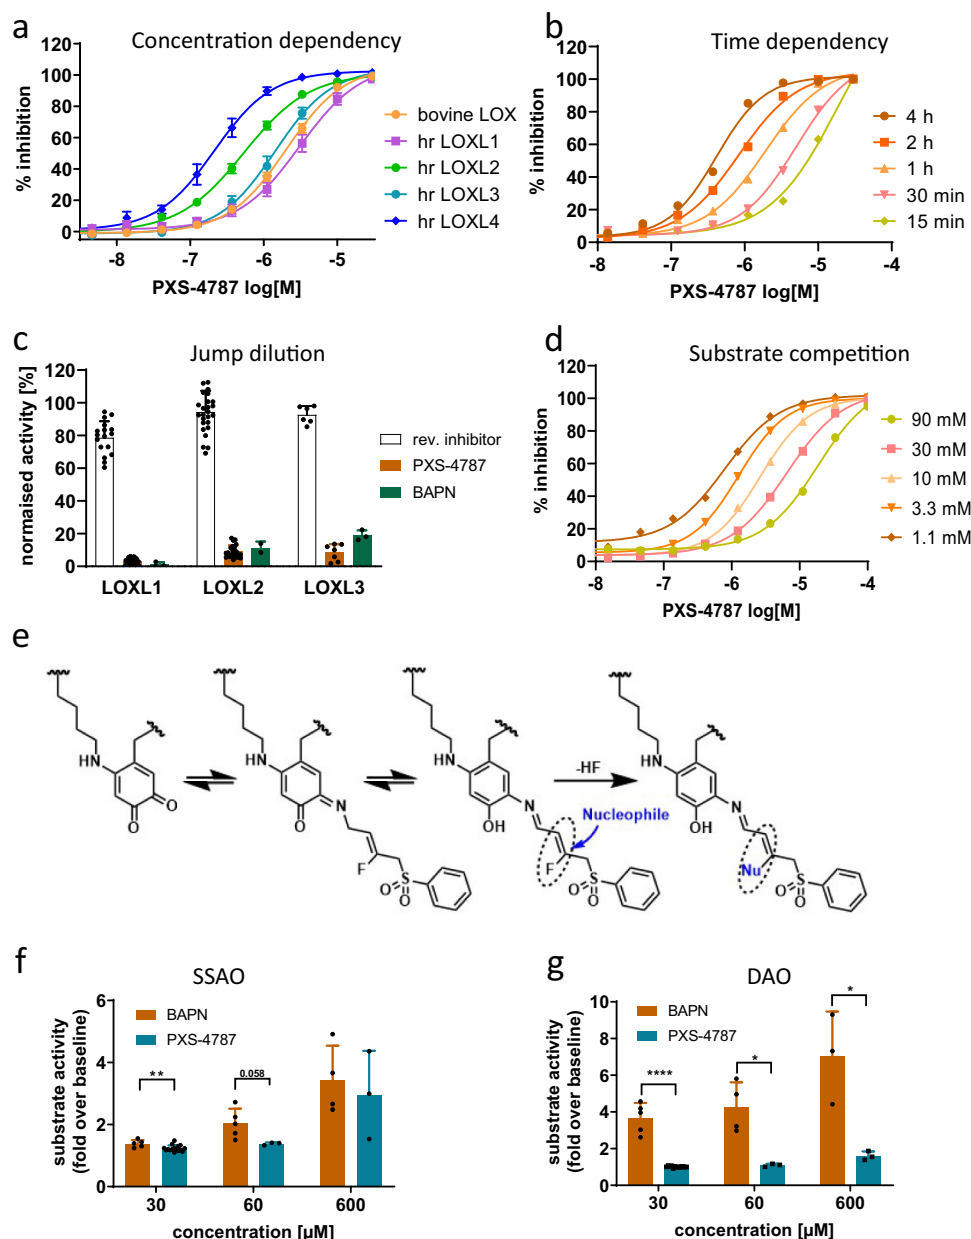 a
Concentration dependency
% inhibition
120
100
80
60
40
20
0
-8
-7
-6
-5
PXS-4787 log[M]
bovine LOX
hr LOXL1
hr LOXL2
hr LOXL3
hr LOXL4
b
Time dependency
% inhibition
120
100
80
60
40
20
0
-8
-7
-6
-5
-4
PXS-4787 log[M]
4 h
2 h
1 h
30 min
15 min
c
Jump dilution
normaised activity [%]
120
100
80
60
40
20
0
LOXL1
LOXL2
LOXL3
rev. inhibitor
PXS-4787
BAPN
d
Substrate competition
% inhibition
120
100
80
60
40
20
0
-8
-7
-6
-5
-4
PXS-4787 log[M]
90 mM
30 mM
10 mM
3.3 mM
1.1 mM
e
HN
O
O
HN
O
N
F
O
S
O
HN
OH
N
Nucleophile
F
O
S
O
-HF
HN
OH
N
Nu
O
S
O
f
SSAO
substrate activity
(fold over baseline)
6
4
2
0
BAPN
PXS-4787
**
0.058
30
60
600
concentration [µM]
g
DAO
substrate activity
(fold over baseline)
10
8
6
4
2
0
BAPN
PXS-4787
****
*
*
30
60
600
concentration [µM]